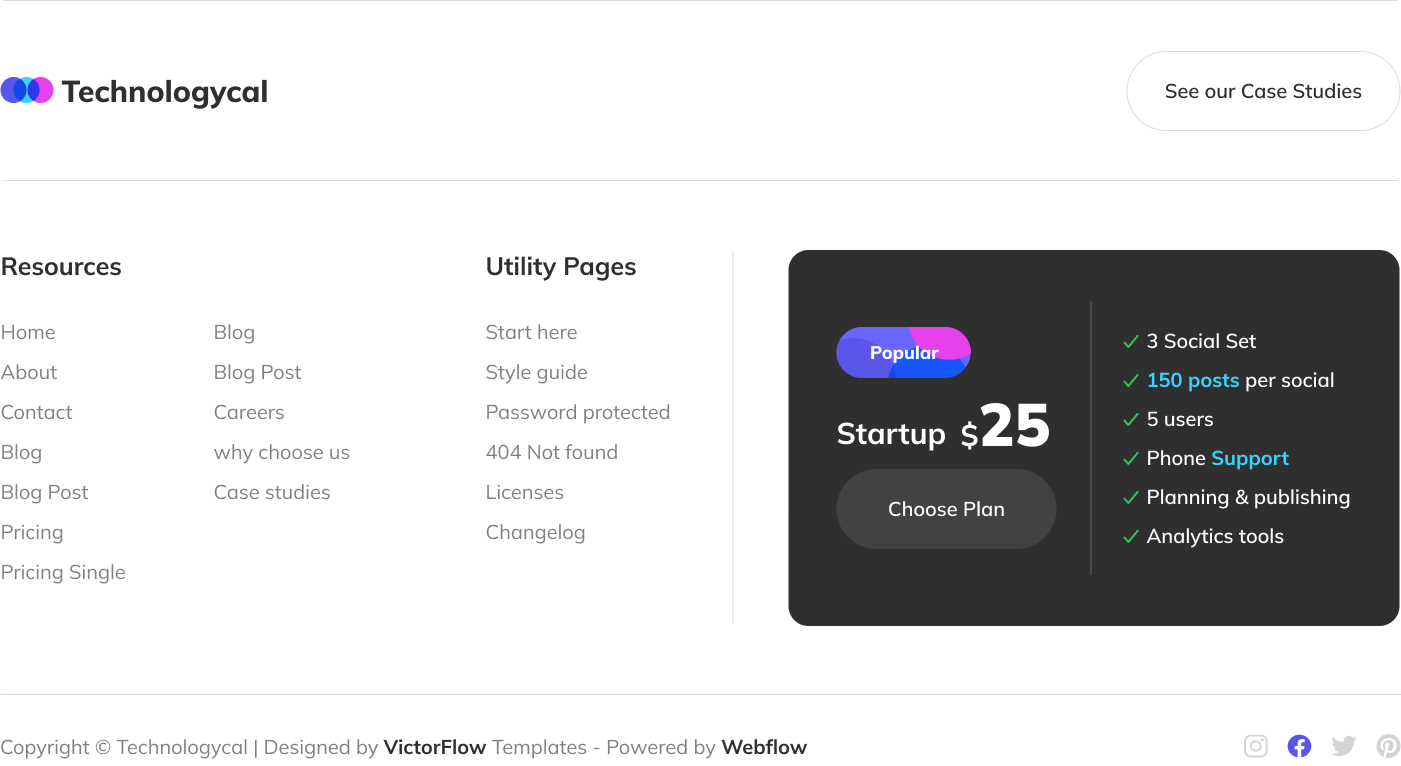 Technologycal
See our Case Studies
Resources
Home
About
Contact
Blog
Blog Post
Pricing
Pricing Single
Blog
Blog Post
Careers
why choose us
Case studies
Utility Pages
Start here
Style guide
Password protected
404 Not found
Licenses
Changelog
Popular
Startup $25
Choose Plan
3 Social Set
150 posts per social
5 users
Phone Support
Planning & publishing
Analytics tools
Copyright © Technologycal | Designed by VictorFlow Templates - Powered by Webflow